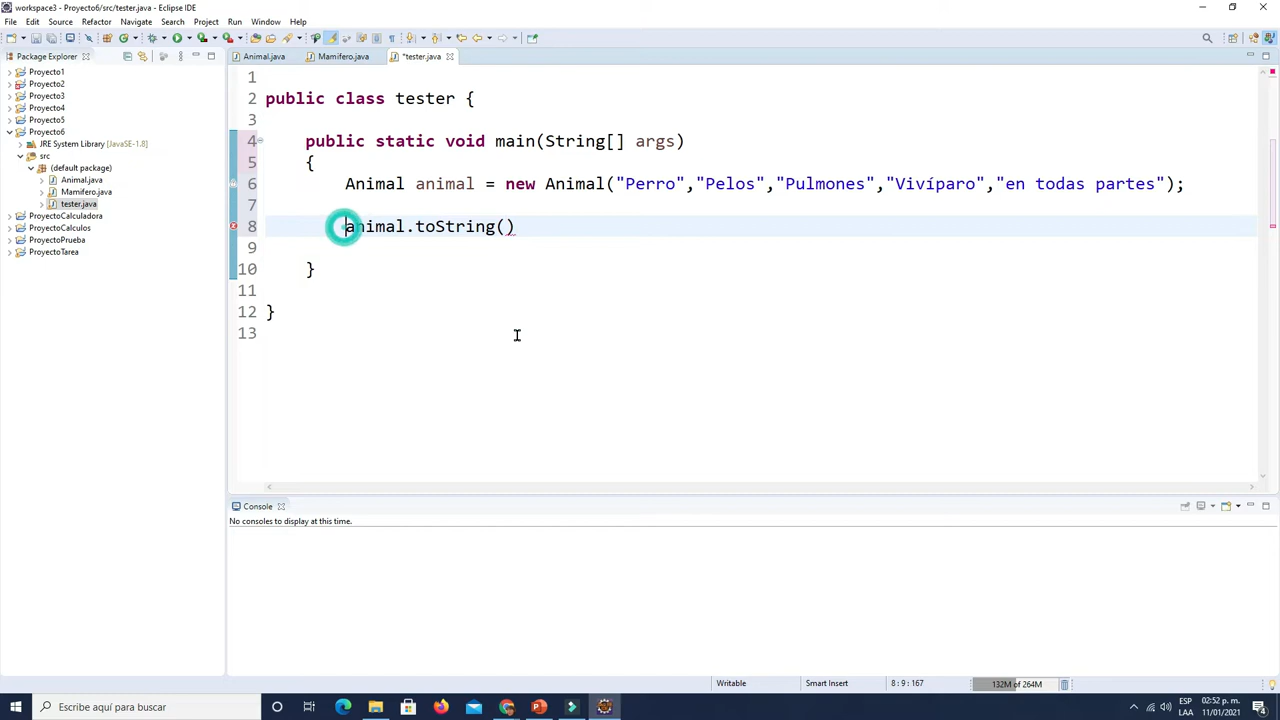 workspace3 - Proyecto6/src/tester.java - Eclipse IDE
File Edit Source Refactor Navigate Search Project Run Window Help
Package Explorer
Proyecto1
Proyecto2
Proyecto3
Proyecto4
Proyecto5
Proyecto6
JRE System Library [JavaSE-1.8]
src
(default package)
Animal.java
Mamifero.java
tester.java
ProyectoCalculadora
ProyectoCalculos
ProyectoPrueba
ProyectoTarea
Animal.java Mamifero.java *tester.java
1
2 public class tester {
3
4 public static void main(String[] args)
5 {
6 Animal animal = new Animal("Perro","Pelos","Pulmones","Vivíparo","en todas partes");
7
8 animal.toString()
9
10 }
11
12 }
13
Console
No consoles to display at this time.
Writable Smart Insert 8 : 9 : 167 132M of 264M
Escribe aquí para buscar
ESP 02:52 p. m.
LAA 11/01/2021